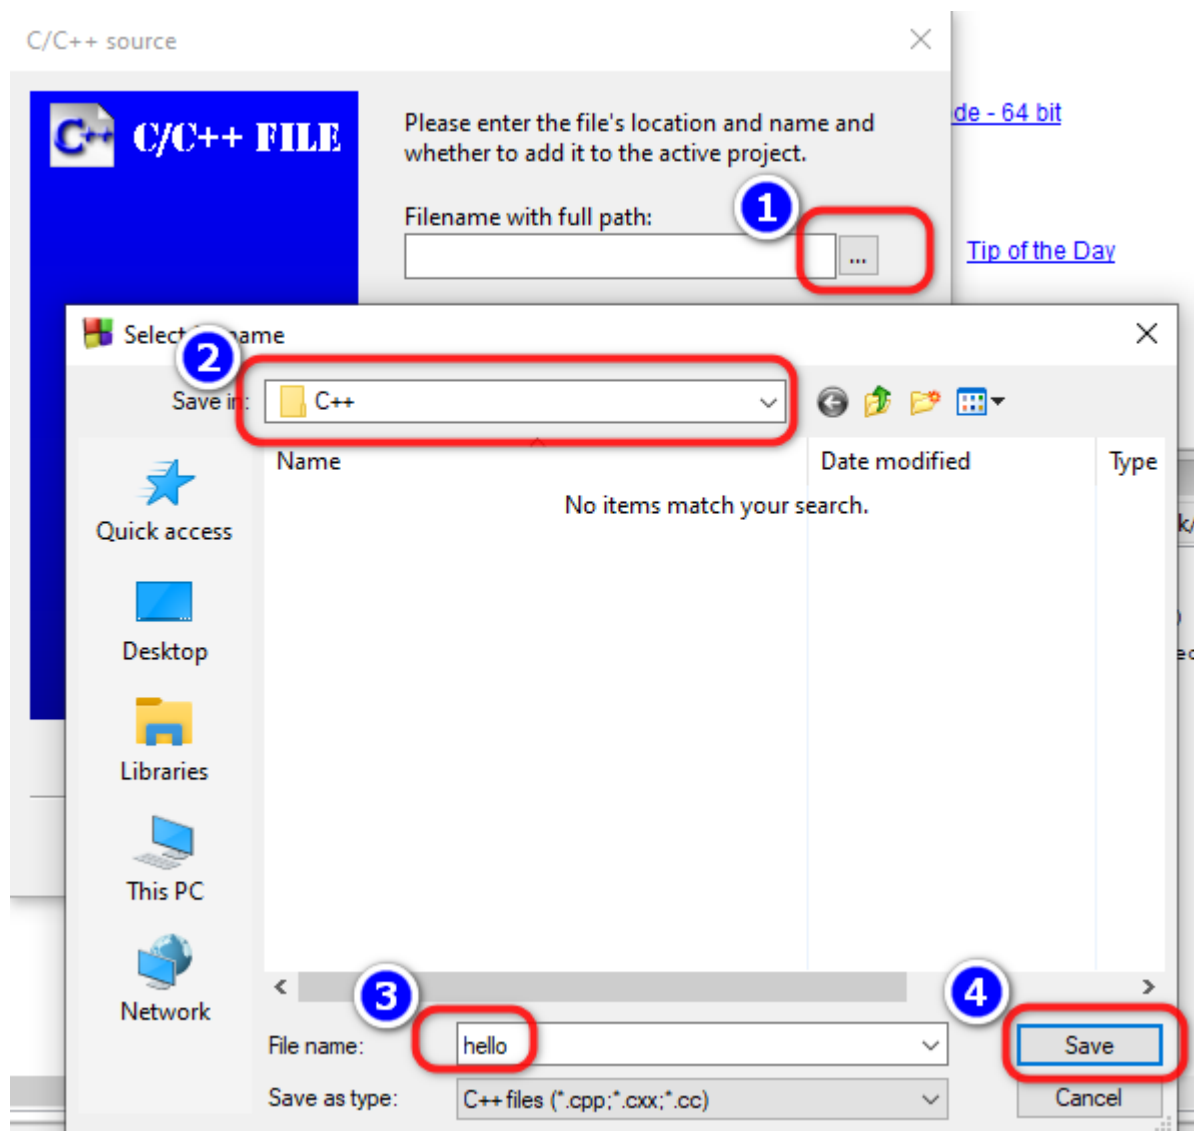 C/C++ source
C++ C/C++ FILE
Please enter the file's location and name and
whether to add it to the active project.
de - 64 bit
1
Filename with full path:
...
Tip of the Day
Select
me
2
Save in:
C++
Name
Date modified
Type
No items match your search.
Quick access
k/
Desktop
Libraries
This PC
Network
3
4
File name:
hello
Save
Save as type:
C++ files (*.cpp;*.cxx;*.cc)
Cancel